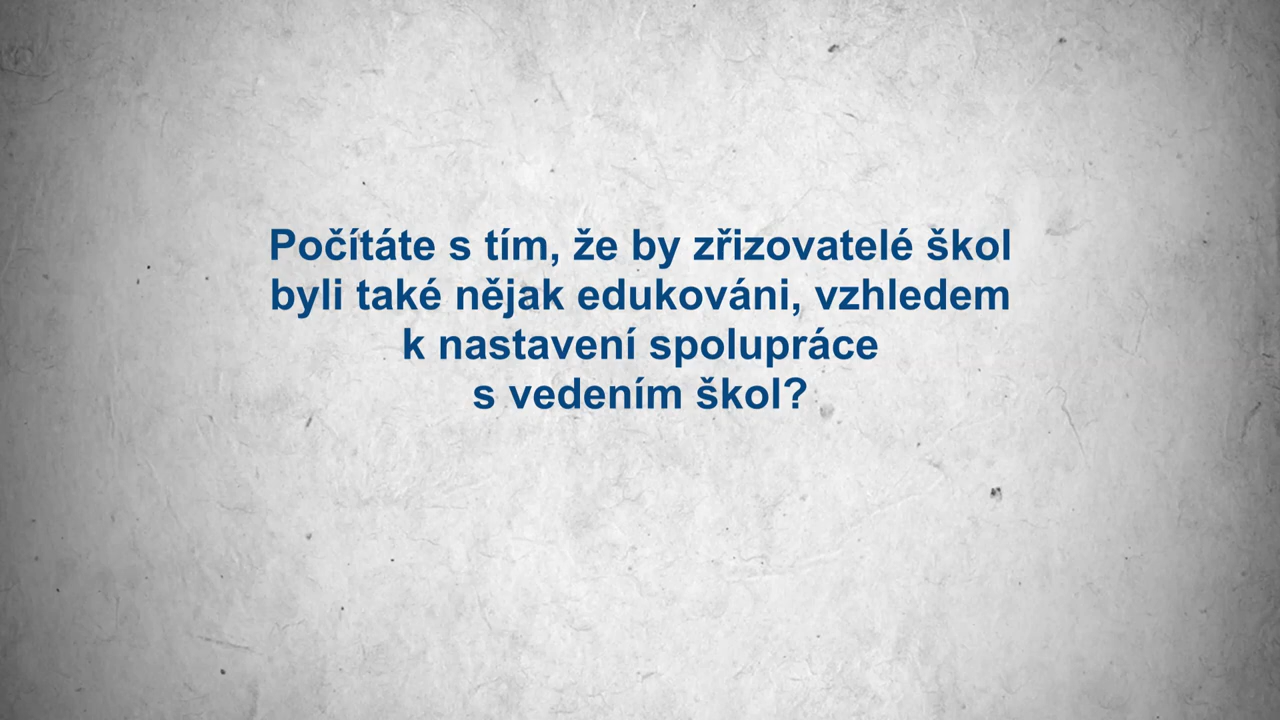 Počítáte s tím, že by zřizovatelé škol
byli také nějak edukováni, vzhledem
k nastavení spolupráce
s vedením škol?